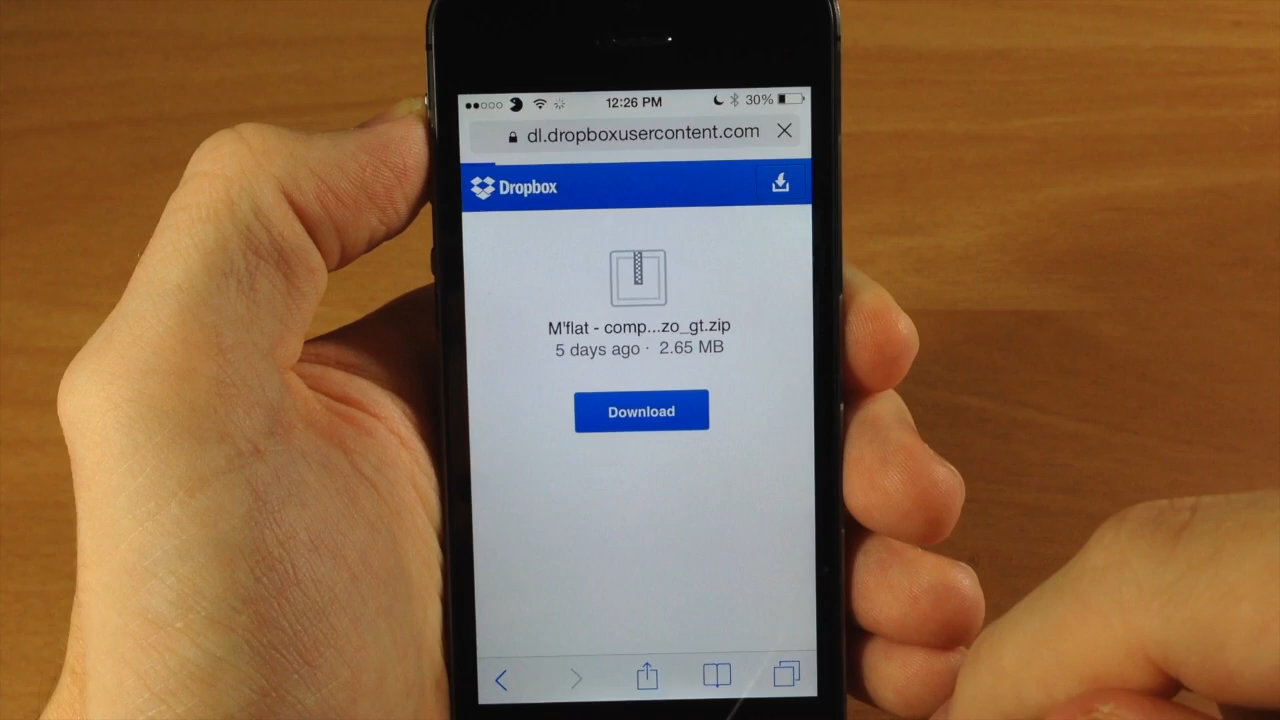 12:26 PM
30%
dl.dropboxusercontent.com
Dropbox
M'flat - comp...zo_gt.zip
5 days ago · 2.65 MB
Download